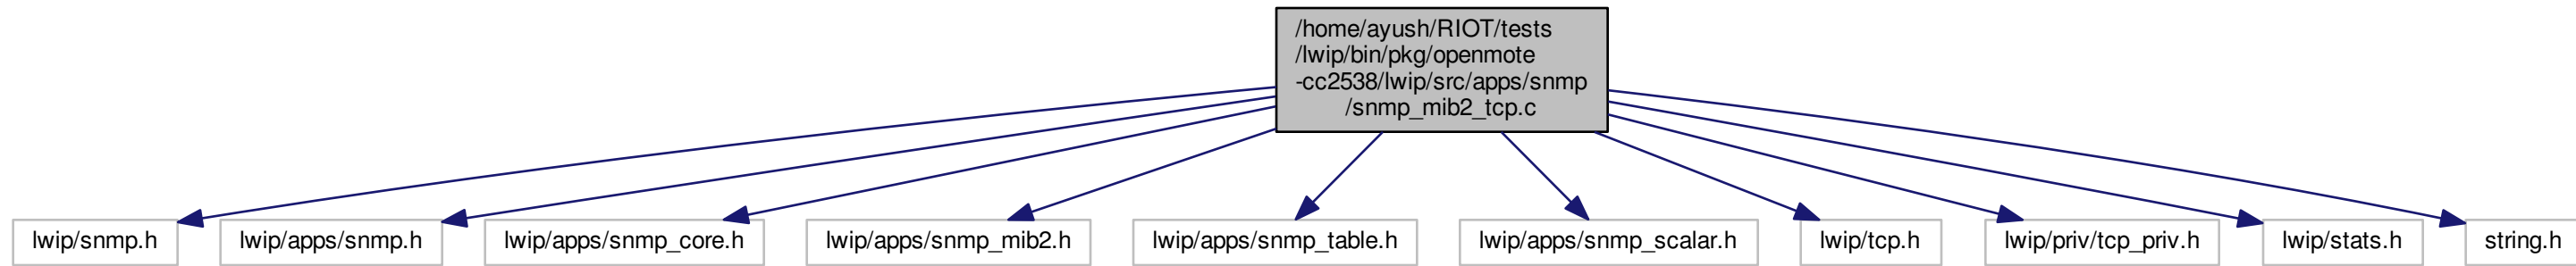 /home/ayush/RIOT/tests
/lwip/bin/pkg/openmote
-cc2538/lwip/src/apps/snmp
/snmp_mib2_tcp.c
lwip/snmp.h
lwip/apps/snmp.h
lwip/apps/snmp_core.h
lwip/apps/snmp_mib2.h
lwip/apps/snmp_table.h
lwip/apps/snmp_scalar.h
lwip/tcp.h
lwip/priv/tcp_priv.h
lwip/stats.h
string.h